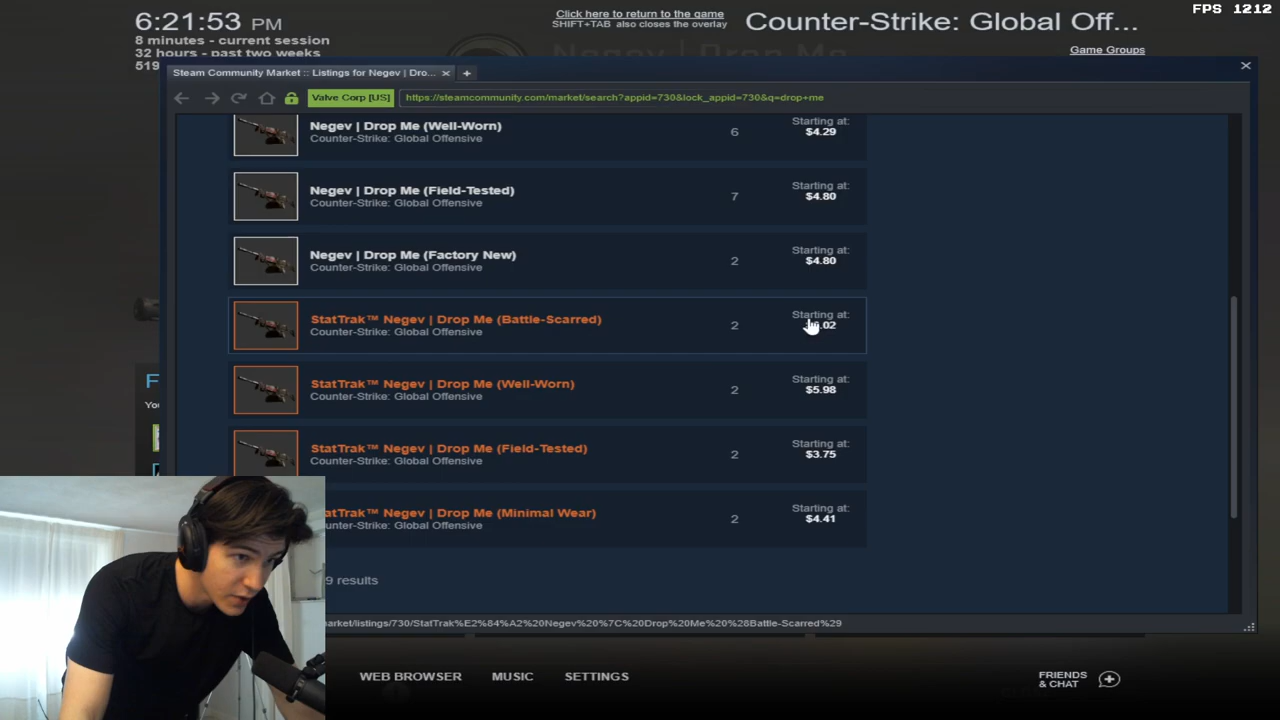 FPS 1212
6:21:53 PM
8 minutes - current session
32 hours - past two weeks
519
Click here to return to the game
SHIFT+TAB also closes the overlay
Counter-Strike: Global Off...
Game Groups
Negev | Drop Me
Steam Community Market :: Listings for Negev | Dro...
Valve Corp [US]
https://steamcommunity.com/market/search?appid=730&lock_appid=730&q=drop+me
Negev | Drop Me (Well-Worn)
Counter-Strike: Global Offensive
6
Starting at:
$4.29
Negev | Drop Me (Field-Tested)
Counter-Strike: Global Offensive
7
Starting at:
$4.80
Negev | Drop Me (Factory New)
Counter-Strike: Global Offensive
2
Starting at:
$4.80
StatTrak™ Negev | Drop Me (Battle-Scarred)
Counter-Strike: Global Offensive
2
Starting at:
.02
StatTrak™ Negev | Drop Me (Well-Worn)
Counter-Strike: Global Offensive
2
Starting at:
$5.98
StatTrak™ Negev | Drop Me (Field-Tested)
Counter-Strike: Global Offensive
2
Starting at:
$3.75
atTrak™ Negev | Drop Me (Minimal Wear)
unter-Strike: Global Offensive
2
Starting at:
$4.41
9 results
arket/listings/730/StatTrak%E2%84%A2%20Negev%20%7C%20Drop%20Me%20%28Battle-Scarred%29
F
You
WEB BROWSER
MUSIC
SETTINGS
FRIENDS
& CHAT